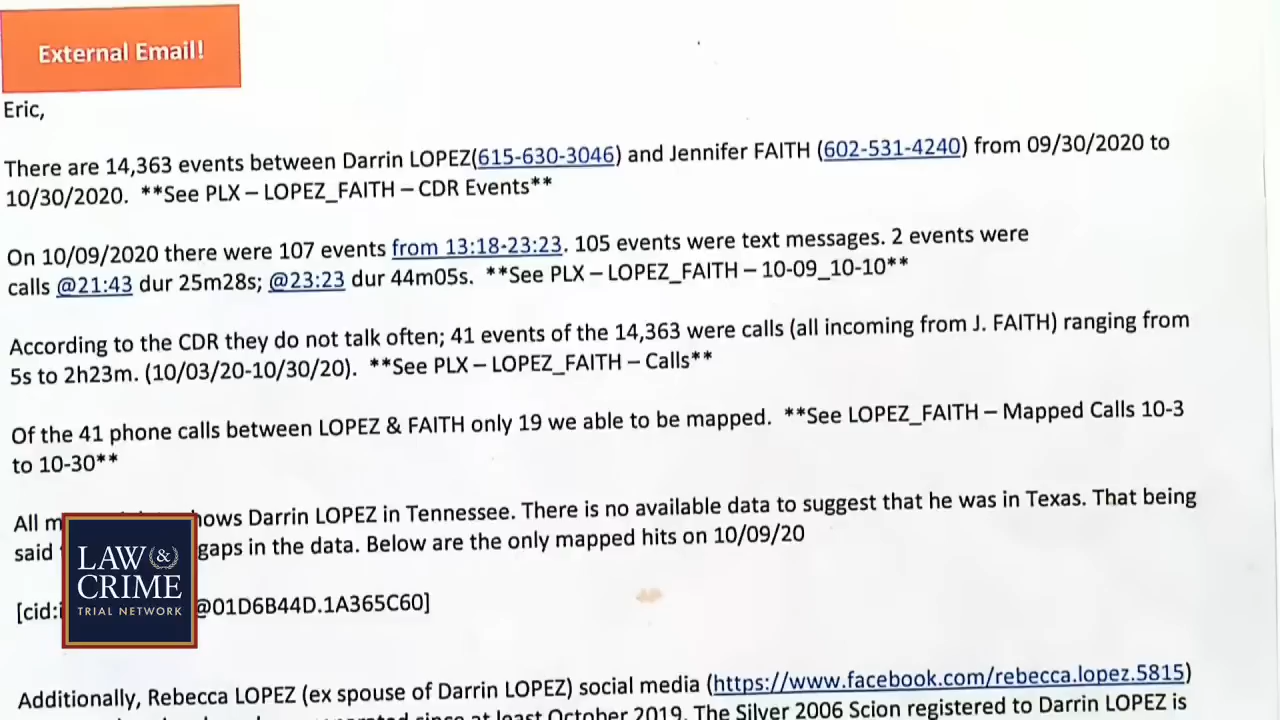 External Email!
Eric,
There are 14,363 events between Darrin LOPEZ(615-630-3046) and Jennifer FAITH (602-531-4240) from 09/30/2020 to
10/30/2020. **See PLX – LOPEZ_FAITH – CDR Events**
On 10/09/2020 there were 107 events from 13:18-23:23. 105 events were text messages. 2 events were
calls @21:43 dur 25m28s; @23:23 dur 44m05s. **See PLX – LOPEZ_FAITH – 10-09_10-10**
According to the CDR they do not talk often; 41 events of the 14,363 were calls (all incoming from J. FAITH) ranging from
5s to 2h23m. (10/03/20-10/30/20). **See PLX – LOPEZ_FAITH – Calls**
Of the 41 phone calls between LOPEZ & FAITH only 19 we able to be mapped. **See LOPEZ_FAITH – Mapped Calls 10-3
to 10-30**
All hows Darrin LOPEZ in Tennessee. There is no available data to suggest that he was in Texas. That being
said gaps in the data. Below are the only mapped hits on 10/09/20
[cid: @01D6B44D.1A365C60]
LAW &
CRIME
TRIAL NETWORK
Additionally, Rebecca LOPEZ (ex spouse of Darrin LOPEZ) social media (https://www.facebook.com/rebecca.lopez.5815)
since at least October 2019. The Silver 2006 Scion registered to Darrin LOPEZ is